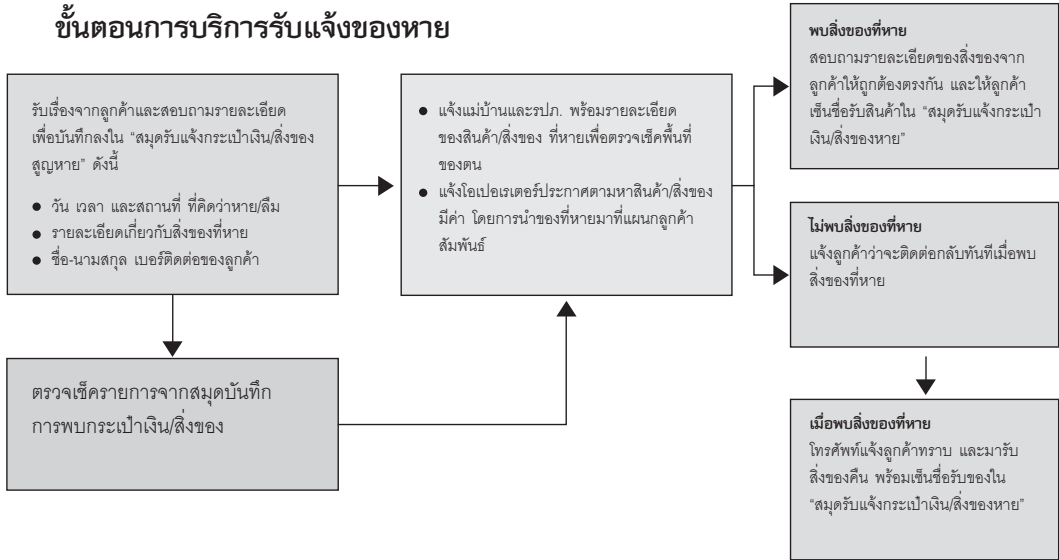 ขั้นตอนการบริการรับแจ้งของหาย
รับเรื่องจากลูกค้าและสอบถามรายละเอียด
เพื่อบันทึกลงใน “สมุดรับแจ้งกระเป๋าเงิน/สิ่งของ
สูญหาย” ดังนี้
● วัน เวลา และสถานที่ ที่คิดว่าหาย/ลืม
● รายละเอียดเกี่ยวกับสิ่งของที่หาย
● ชื่อ-นามสกุล เบอร์ติดต่อของลูกค้า
ตรวจเช็ครายการจากสมุดบันทึก
การพบกระเป๋าเงิน/สิ่งของ
● แจ้งแม่บ้านและรปภ. พร้อมรายละเอียด
ของสินค้า/สิ่งของ ที่หายเพื่อตรวจเช็คพื้นที่
ของตน
● แจ้งโอเปอเรเตอร์ประกาศตามหาสินค้า/สิ่งของ
มีค่า โดยการนำของที่หายมาที่แผนกลูกค้า
สัมพันธ์
พบสิ่งของที่หาย
สอบถามรายละเอียดของสิ่งของจาก
ลูกค้าให้ถูกต้องตรงกัน และให้ลูกค้า
เซ็นชื่อรับสินค้าใน “สมุดรับแจ้งกระเป๋า
เงิน/สิ่งของหาย”
ไม่พบสิ่งของที่หาย
แจ้งลูกค้าว่าจะติดต่อกลับทันทีเมื่อพบ
สิ่งของที่หาย
เมื่อพบสิ่งของที่หาย
โทรศัพท์แจ้งลูกค้าทราบ และมารับ
สิ่งของคืน พร้อมเซ็นชื่อรับของใน
“สมุดรับแจ้งกระเป๋าเงิน/สิ่งของหาย”